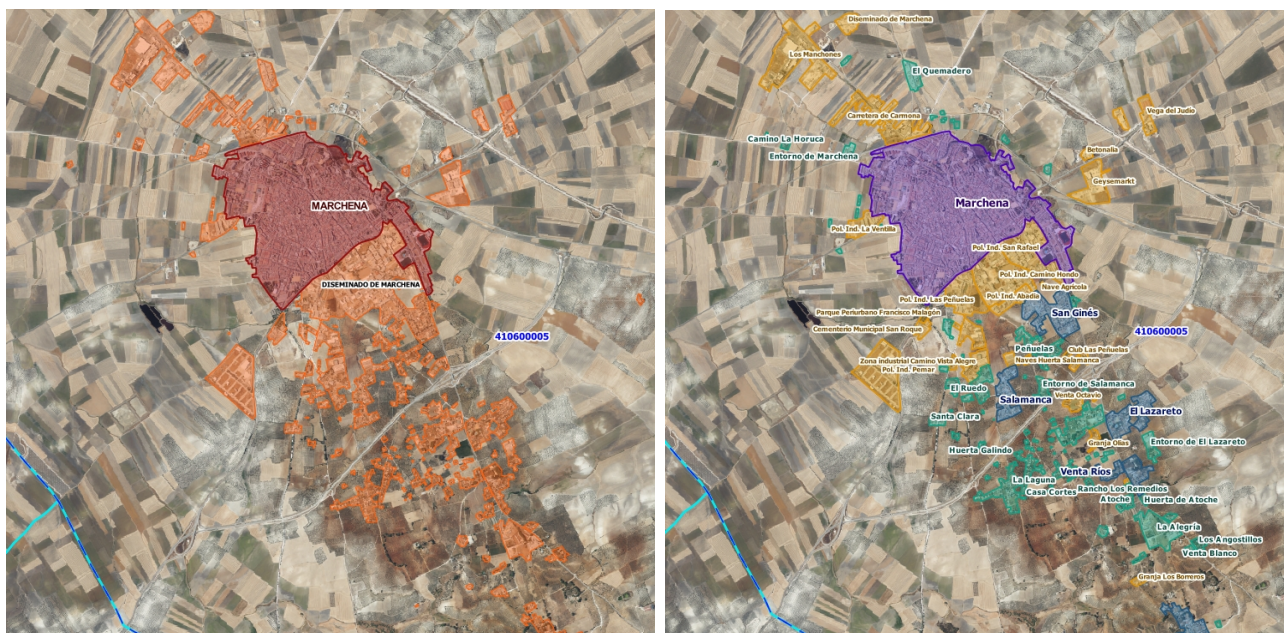 MARCHENA
DISEMINADO DE MARCHENA
410600005
Diseminado de Marchena
Los Manchones
El Quemadero
Carretera de Carmona
Vega del Judío
Camino La Horuca
Entorno de Marchena
Betonalia
Geysemarkt
Marchena
Pol. Ind. La Ventilla
Pol. Ind. San Rafael
Pol. Ind. Camino Hondo
Nave Agrícola
Pol. Ind. Las Peñuelas
Pol. Ind. Abadía
Parque Periurbano Francisco Malagón
San Ginés
Cementerio Municipal San Roque
410600005
Peñuelas
Club Las Peñuelas
Zona industrial Camino Vista Alegre
Naves Huerta Salamanca
Pol. Ind. Pemar
El Ruedo
Entorno de Salamanca
Venta Octavio
Salamanca
El Lazareto
Santa Clara
Granja Olías
Entorno de El Lazareto
Huerta Galindo
Venta Ríos
La Laguna
Rancho Los Remedios
Casa Cortes
Atoche
Huerta de Atoche
La Alegría
Los Angostillos
Venta Blanco
Granja Los Borreros